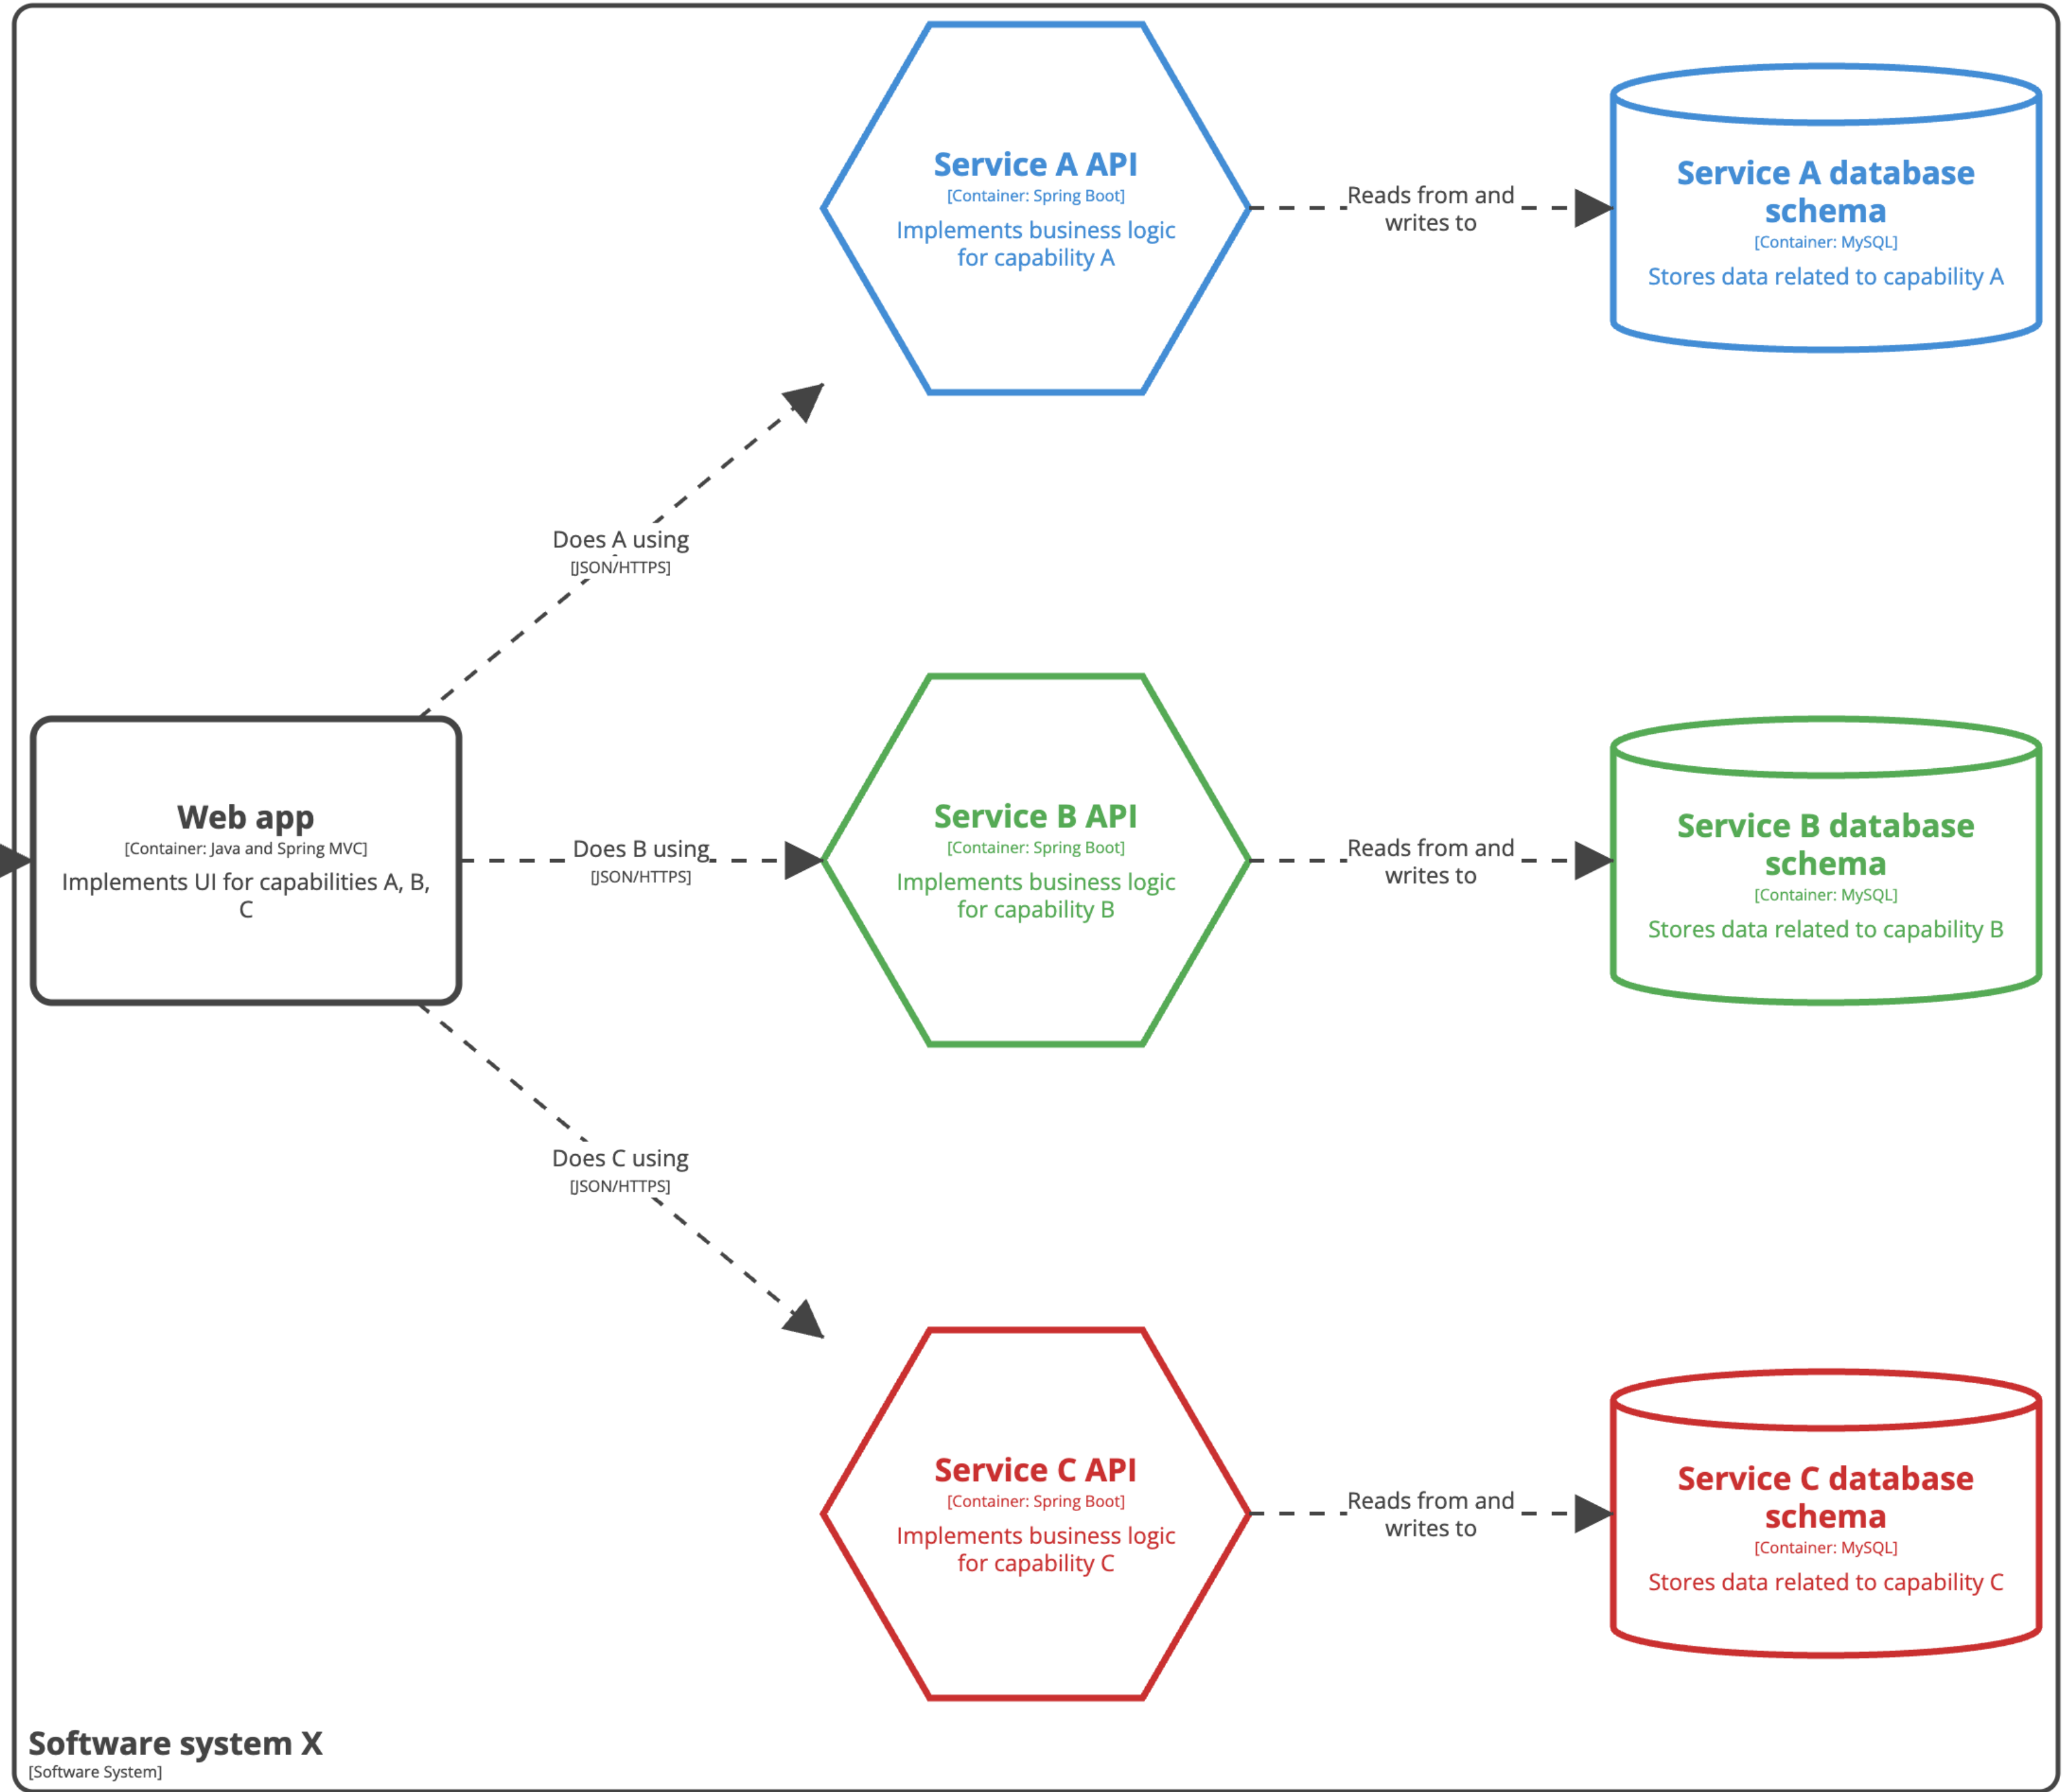 Service A API
[Container: Spring Boot]
Implements business logic
for capability A
Reads from and
writes to
Service A database
schema
[Container: MySQL]
Stores data related to capability A
Does A using
[JSON/HTTPS]
Web app
[Container: Java and Spring MVC]
Implements UI for capabilities A, B,
C
Does B using
[JSON/HTTPS]
Service B API
[Container: Spring Boot]
Implements business logic
for capability B
Reads from and
writes to
Service B database
schema
[Container: MySQL]
Stores data related to capability B
Does C using
[JSON/HTTPS]
Service C API
[Container: Spring Boot]
Implements business logic
for capability C
Reads from and
writes to
Service C database
schema
[Container: MySQL]
Stores data related to capability C
Software system X
[Software System]